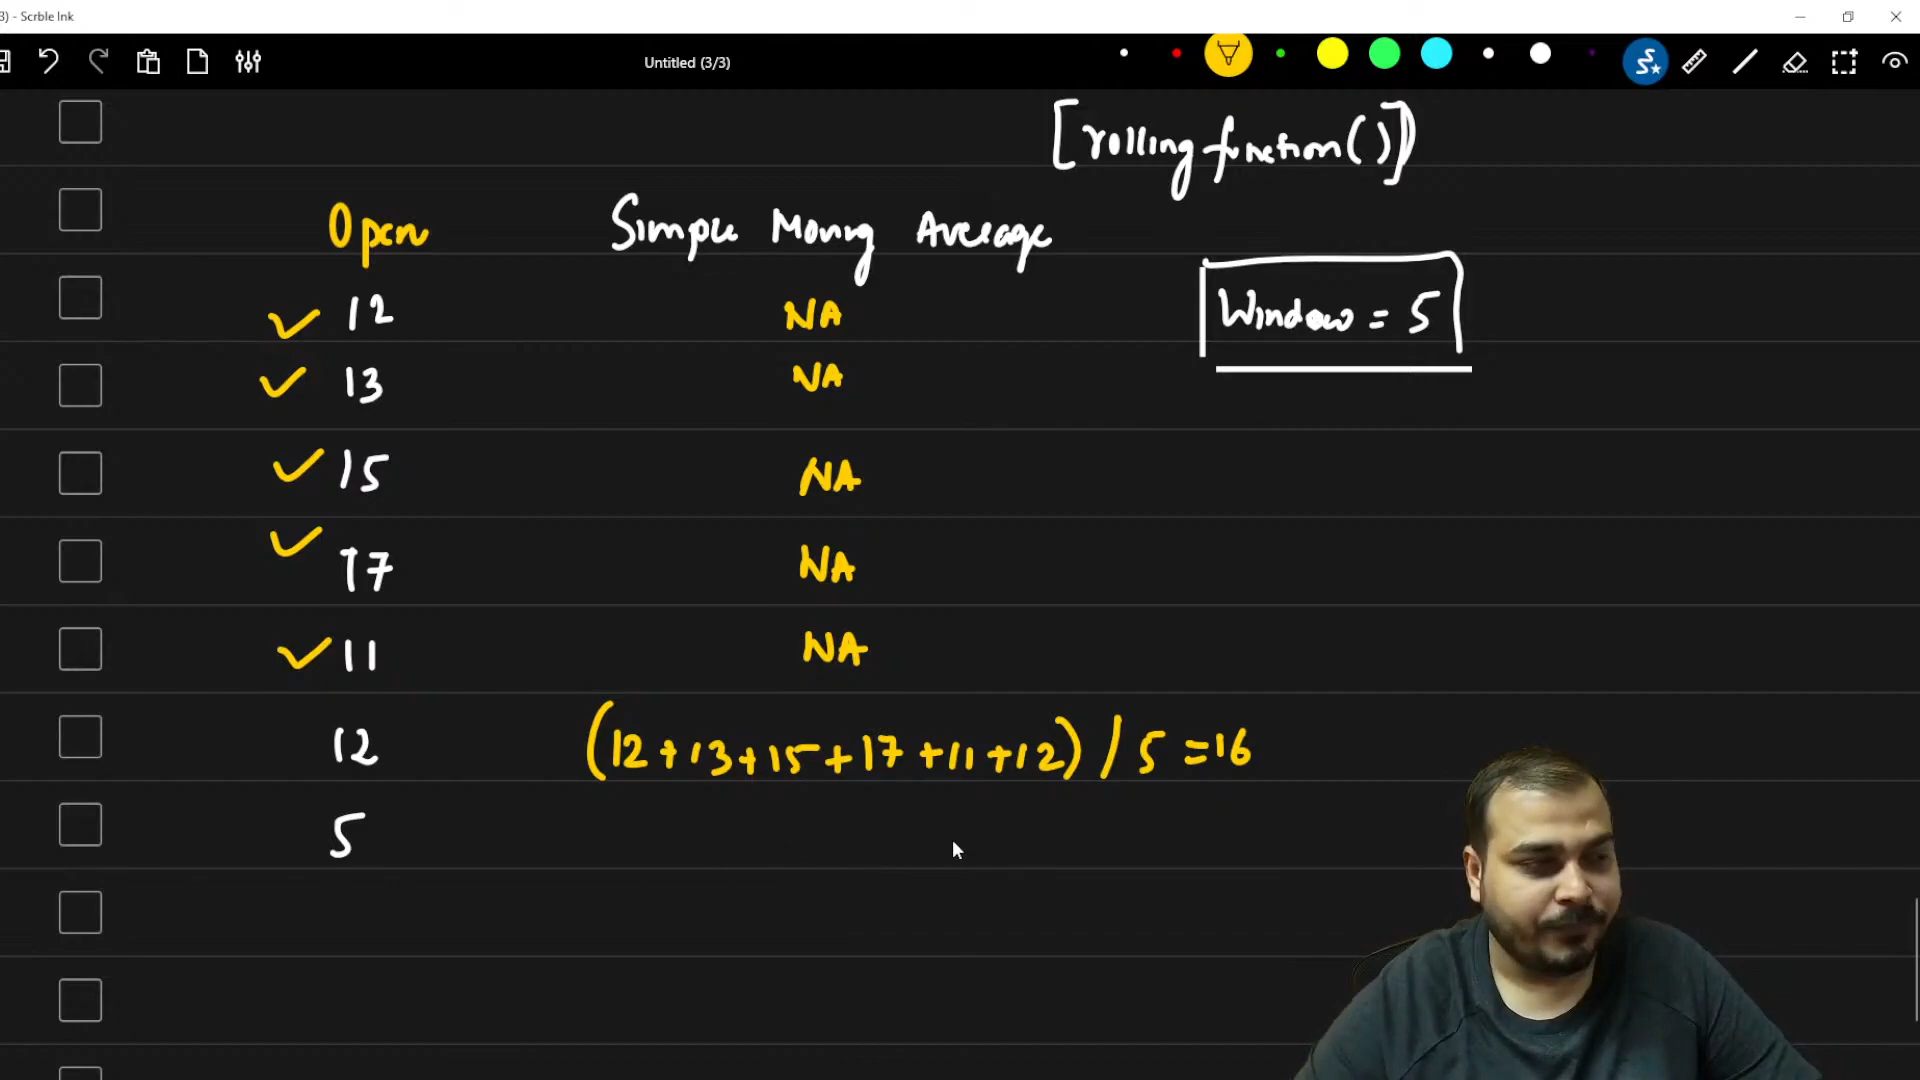 3) - Scrble Ink
Untitled (3/3)
[rolling function()]
Open Simple Moving Average
Window = 5
12 NA
13 NA
15 NA
17 NA
11 NA
12 (12+13+15+17+11+12) / 5 =16
5